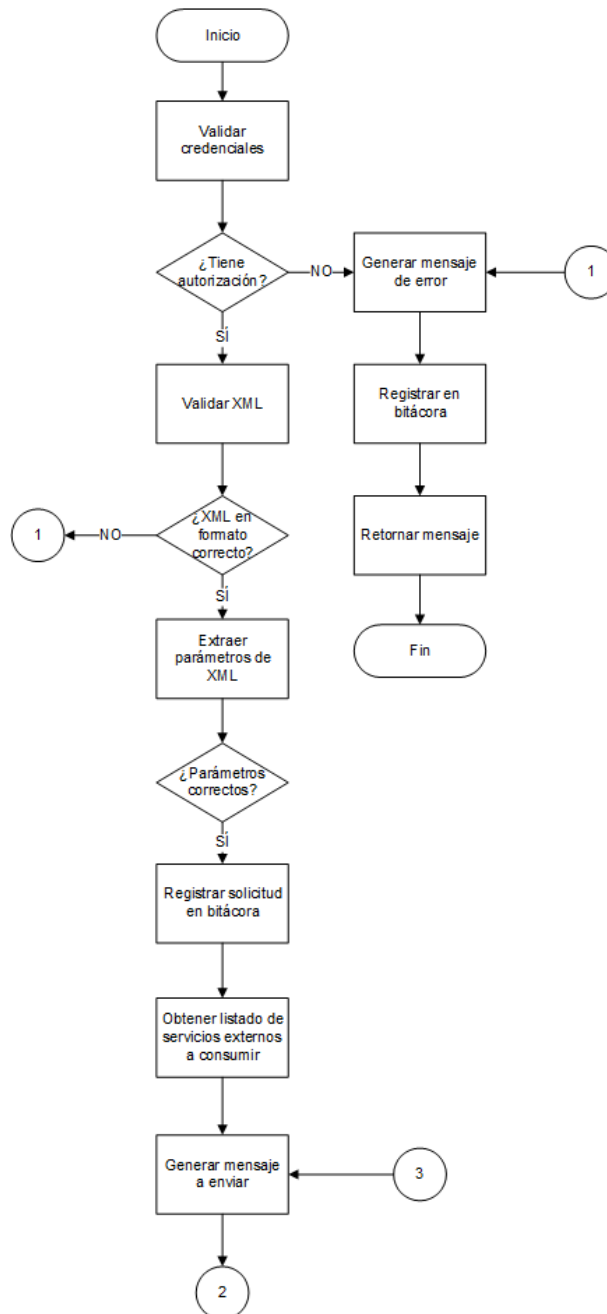 Inicio
Validar
credenciales
¿Tiene
autorización?
NO
Generar mensaje
de error
1
SÍ
Validar XML
Registrar en
bitácora
1
NO
¿XML en
formato
correcto?
Retornar mensaje
SÍ
Extraer
parámetros de
XML
Fin
¿Parámetros
correctos?
SÍ
Registrar solicitud
en bitácora
Obtener listado de
servicios externos
a consumir
Generar mensaje
a enviar
3
2